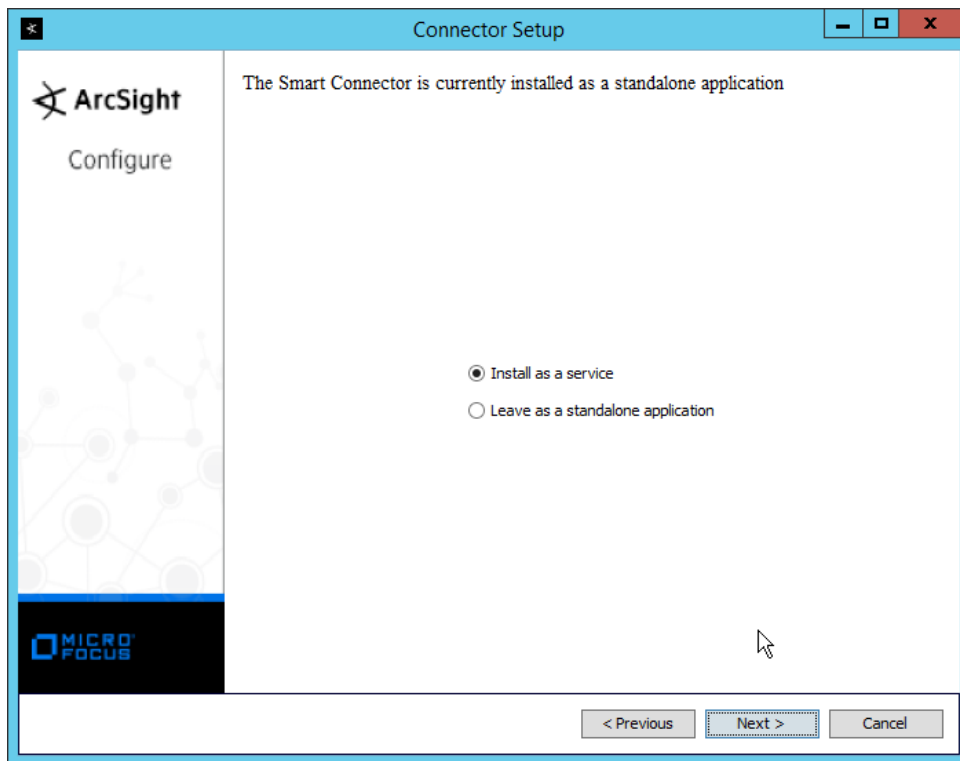 Connector Setup
ArcSight
Configure
The Smart Connector is currently installed as a standalone application
Install as a service
Leave as a standalone application
MICRO
FOCUS
< Previous
Next >
Cancel